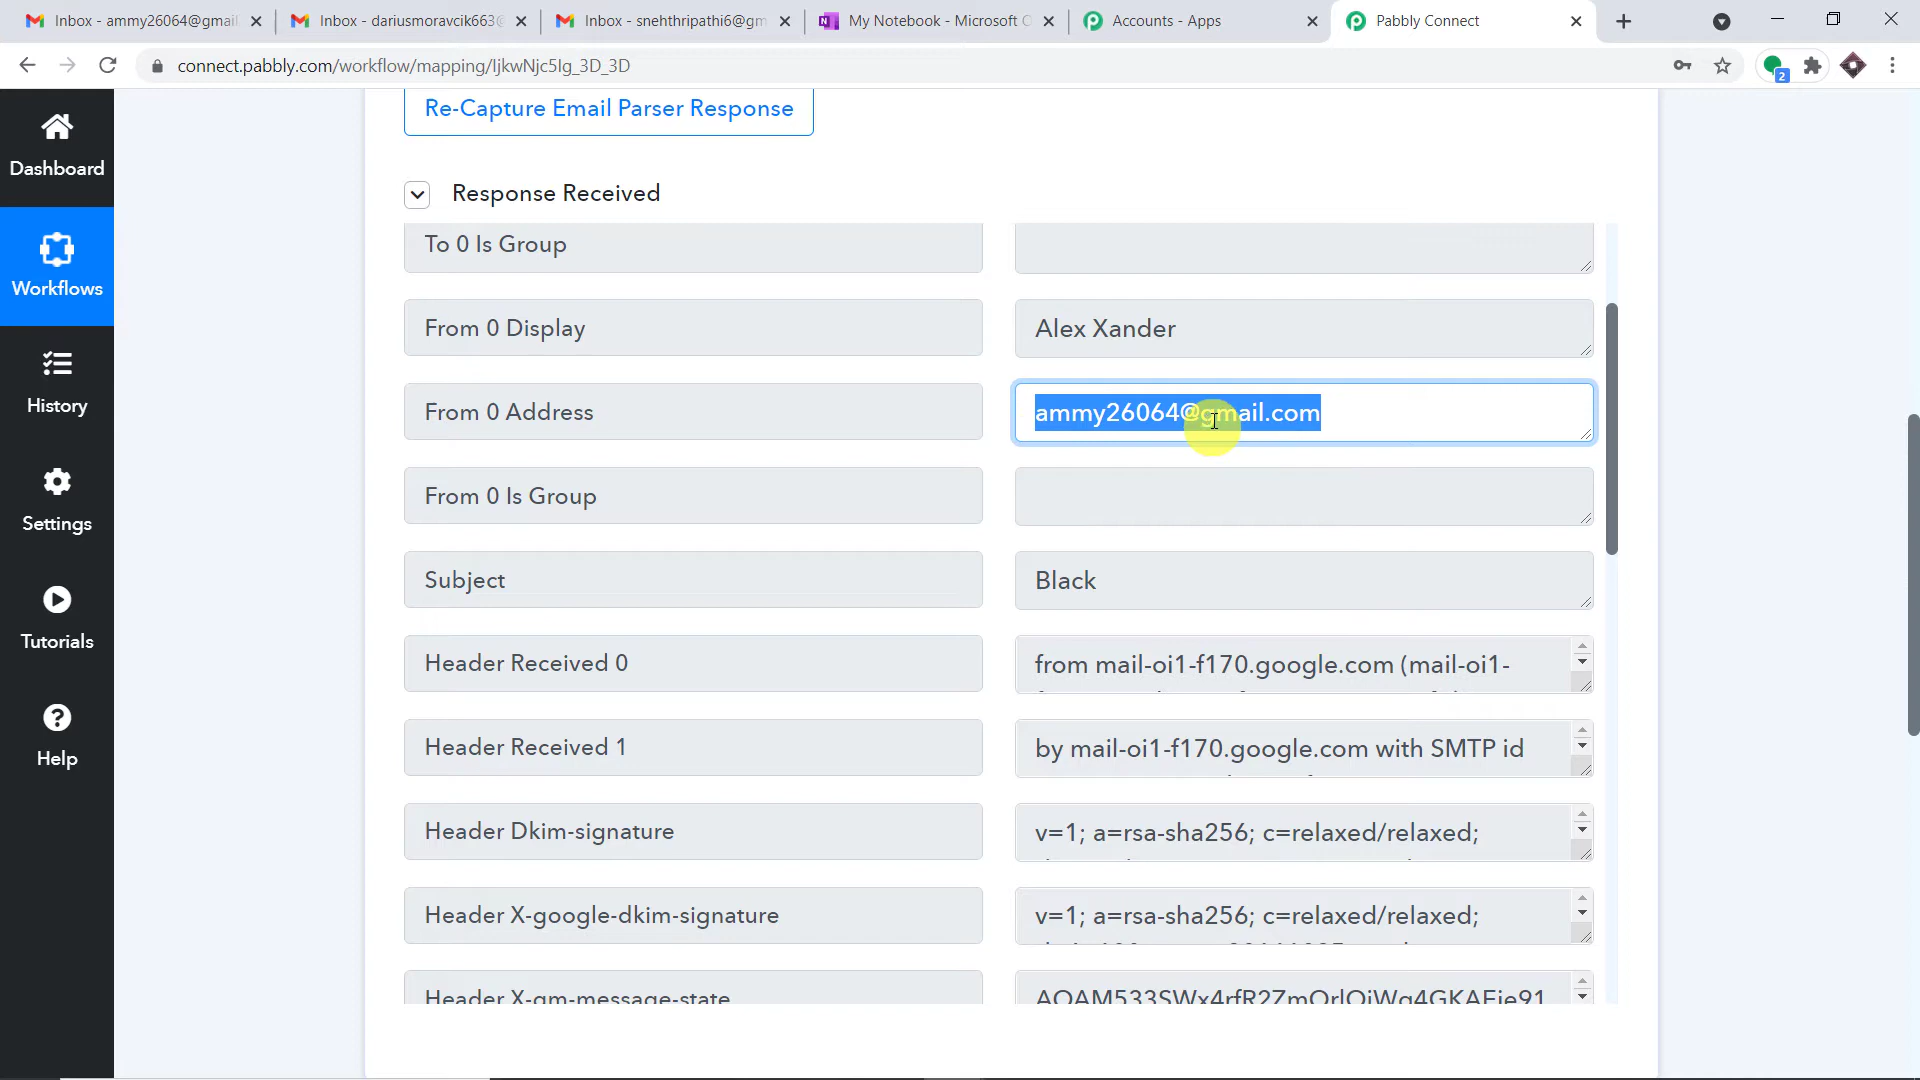 Inbox - ammy26064@gmail
Inbox - dariusmoravcik663@
Inbox - snehthripathi6@gm
My Notebook - Microsoft O
Accounts - Apps
Pabbly Connect
connect.pabbly.com/workflow/mapping/IjkwNjc5Ig_3D_3D
2
Dashboard
Workflows
History
Settings
Tutorials
Help
Re-Capture Email Parser Response
Response Received
To 0 Is Group
From 0 Display
Alex Xander
From 0 Address
ammy26064@gmail.com
From 0 Is Group
Subject
Black
Header Received 0
from mail-oi1-f170.google.com (mail-oi1-
Header Received 1
by mail-oi1-f170.google.com with SMTP id
Header Dkim-signature
v=1; a=rsa-sha256; c=relaxed/relaxed;
Header X-google-dkim-signature
v=1; a=rsa-sha256; c=relaxed/relaxed;
Header X-gm-message-state